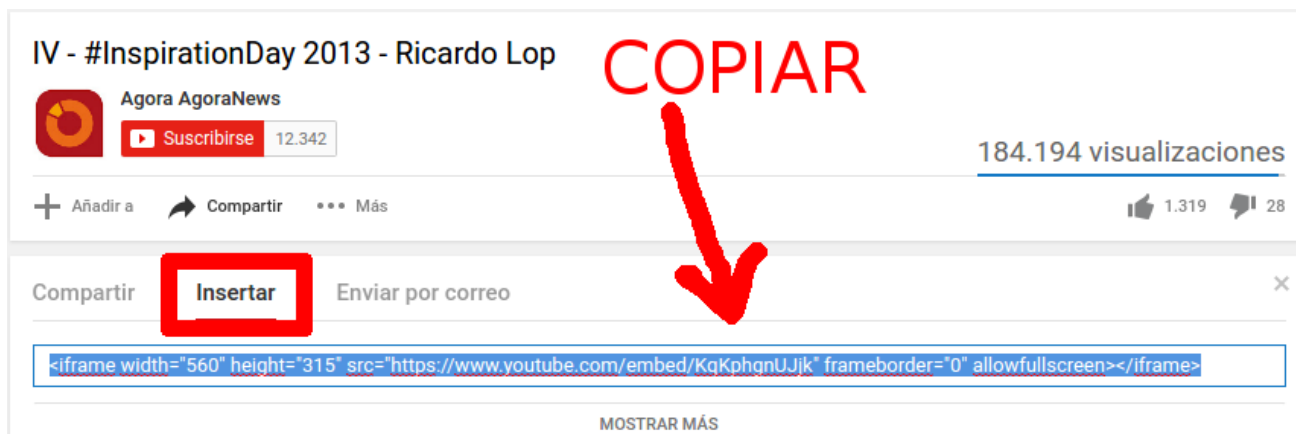 IV - #InspirationDay 2013 - Ricardo Lop
COPIAR
Agora AgoraNews
Suscribirse 12.342
184.194 visualizaciones
Añadir a Compartir Más 1.319 28
Compartir Insertar Enviar por correo
<iframe width="560" height="315" src="https://www.youtube.com/embed/KqKphqnUJjk" frameborder="0" allowfullscreen></iframe>
MOSTRAR MÁS